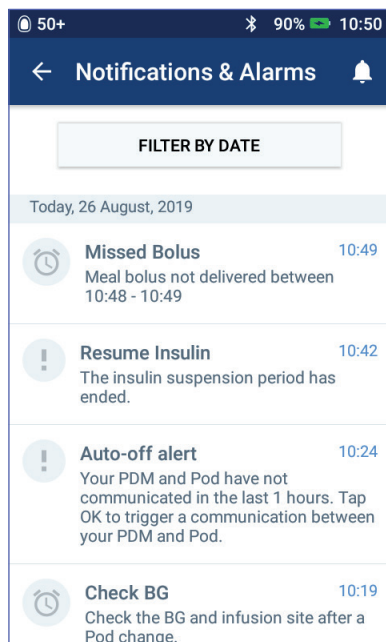 50+ 90% 10:50
Notifications & Alarms
FILTER BY DATE
Today, 26 August, 2019
Missed Bolus 10:49
Meal bolus not delivered between
10:48 - 10:49
Resume Insulin 10:42
The insulin suspension period has
ended.
Auto-off alert 10:24
Your PDM and Pod have not
communicated in the last 1 hours. Tap
OK to trigger a communication between
your PDM and Pod.
Check BG 10:19
Check the BG and infusion site after a
Pod change.